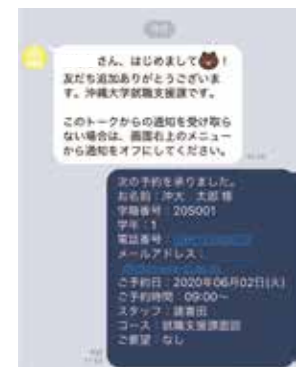 さん、はじめまして！
友だち追加ありがとうございま
す。沖縄大学就職支援課です。
このトークからの通知を受け取ら
ない場合は、画面右上のメニュー
から通知をオフにしてください。
次の予約を承りました。
お名前：沖大 太郎 様
学籍番号：20S001
学年：1
電話番号：
メールアドレス：
ご予約日：2020年06月02日(火)
ご予約時間：09:00～
スタッフ：諸喜田
コース：就職支援課面談
ご要望：なし